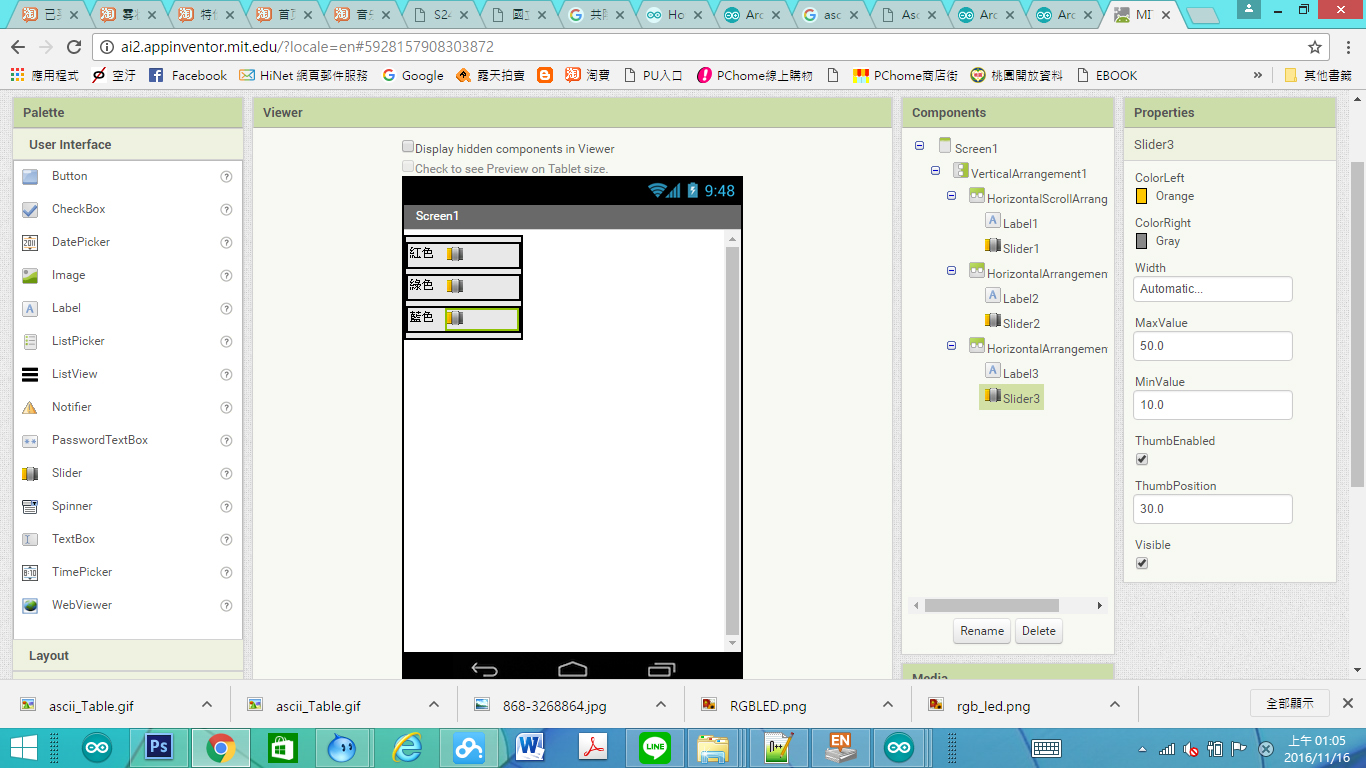 S24
Ho
Arc
asc
Asc
Arc
Arc
MI
ai2.appinventor.mit.edu/?locale=en#5928157908303872
應用程式 空汙 Facebook HiNet 網頁郵件服務 Google 露天拍賣 淘寶 PU入口 PChome線上購物 PChome商店街 桃園開放資料 EBOOK » 其他書籤
Palette
User Interface
Button
CheckBox
DatePicker
Image
Label
ListPicker
ListView
Notifier
PasswordTextBox
Slider
Spinner
TextBox
TimePicker
WebViewer
Layout
Viewer
Display hidden components in Viewer
Check to see Preview on Tablet size.
9:48
Screen1
紅色
綠色
藍色
Components
Screen1
VerticalArrangement1
HorizontalScrollArrang
Label1
Slider1
HorizontalArrangemen
Label2
Slider2
HorizontalArrangemen
Label3
Slider3
Rename Delete
Media
Properties
Slider3
ColorLeft
Orange
ColorRight
Gray
Width
Automatic...
MaxValue
50.0
MinValue
10.0
ThumbEnabled
ThumbPosition
30.0
Visible
ascii_Table.gif ascii_Table.gif 868-3268864.jpg RGBLED.png rgb_led.png 全部顯示
上午 01:05
2016/11/16